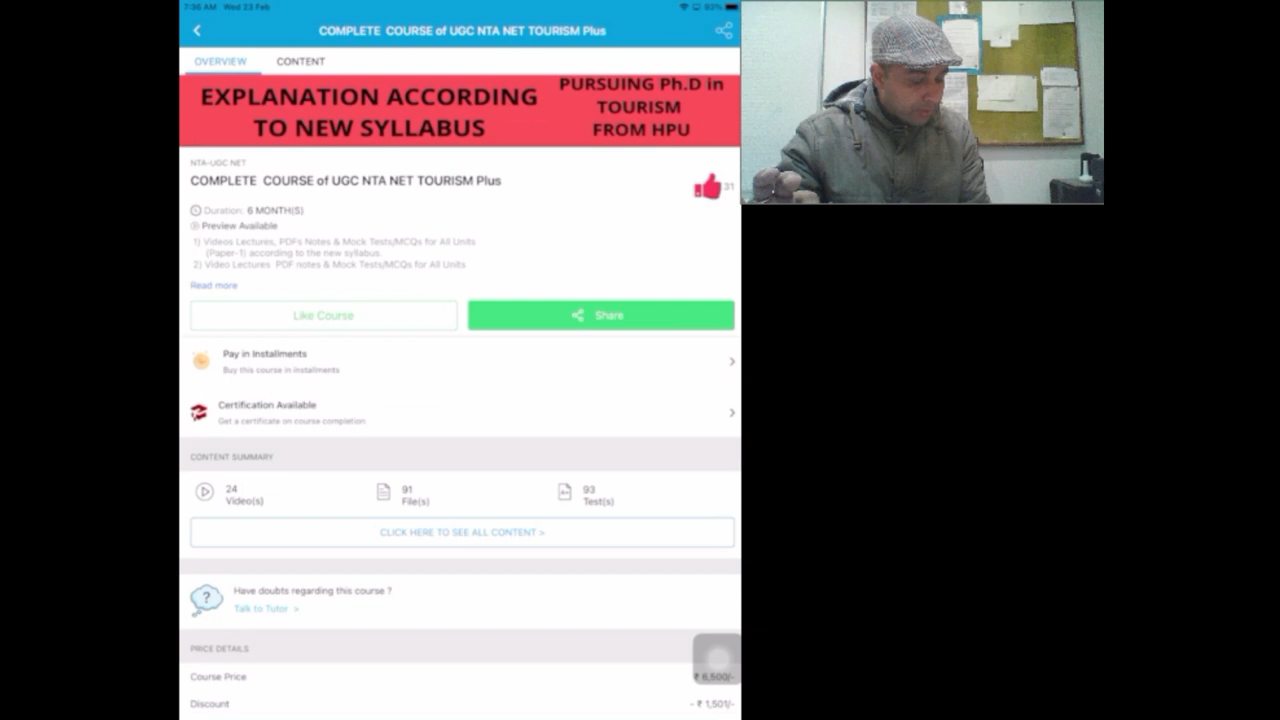 7:36 AM Wed 23 Feb
93%
COMPLETE COURSE of UGC NTA NET TOURISM Plus
OVERVIEW
CONTENT
EXPLANATION ACCORDING
TO NEW SYLLABUS
PURSUING Ph.D in
TOURISM
FROM HPU
NTA-UGC NET
COMPLETE COURSE of UGC NTA NET TOURISM Plus
31
Duration: 6 MONTH(S)
Preview Available
1) Videos Lectures, PDFs Notes & Mock Tests/MCQs for All Units
(Paper-1) according to the new syllabus.
2) Video Lectures PDF notes & Mock Tests/MCQs for All Units
Read more
Like Course
Share
Pay in Installments
Buy this course in installments
Certification Available
Get a certificate on course completion
CONTENT SUMMARY
24
Video(s)
91
File(s)
93
Test(s)
CLICK HERE TO SEE ALL CONTENT >
?
Have doubts regarding this course ?
Talk to Tutor >
PRICE DETAILS
Course Price
₹ 6,500/-
Discount
- ₹ 1,501/-